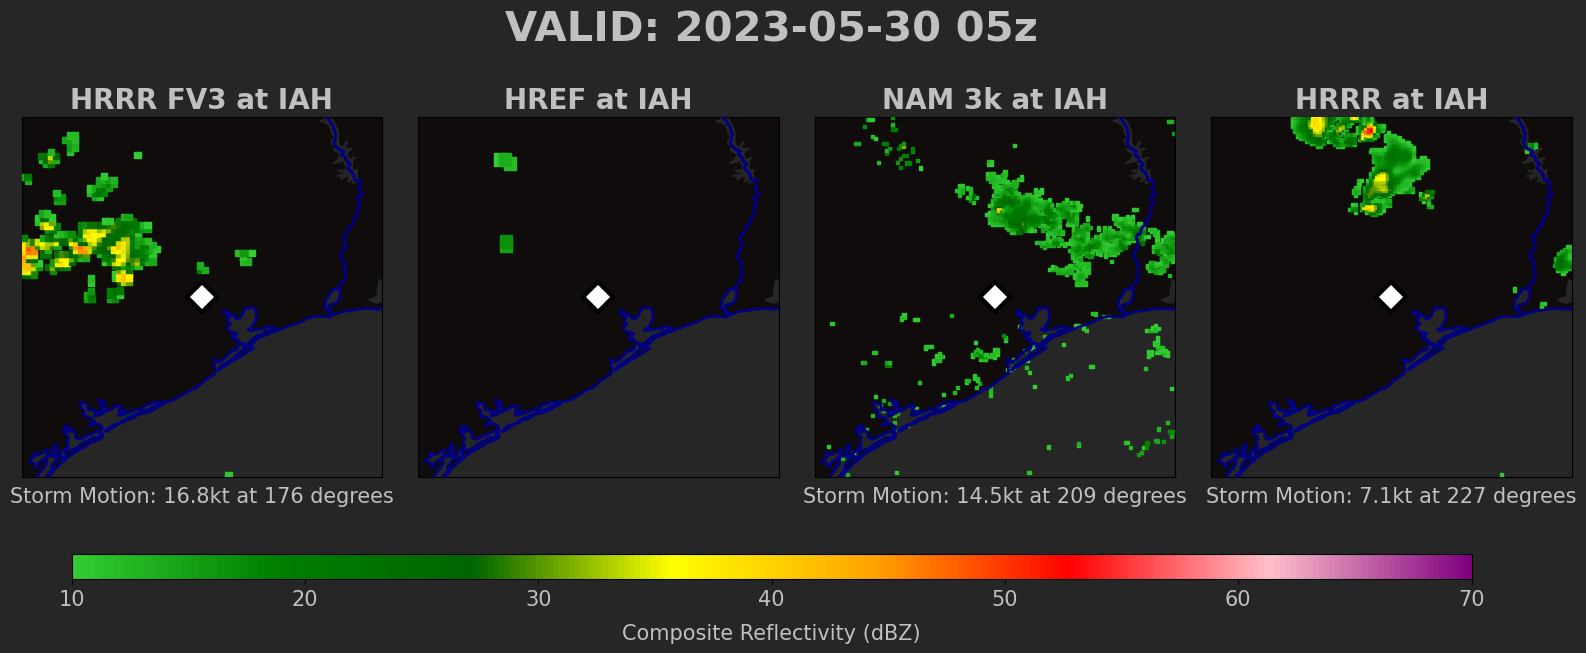 VALID: 2023-05-30 05z
HRRR FV3 at IAH
HREF at IAH
NAM 3k at IAH
HRRR at IAH
Storm Motion: 16.8kt at 176 degrees
Storm Motion: 14.5kt at 209 degrees
Storm Motion: 7.1kt at 227 degrees
10 20 30 40 50 60 70
Composite Reflectivity (dBZ)